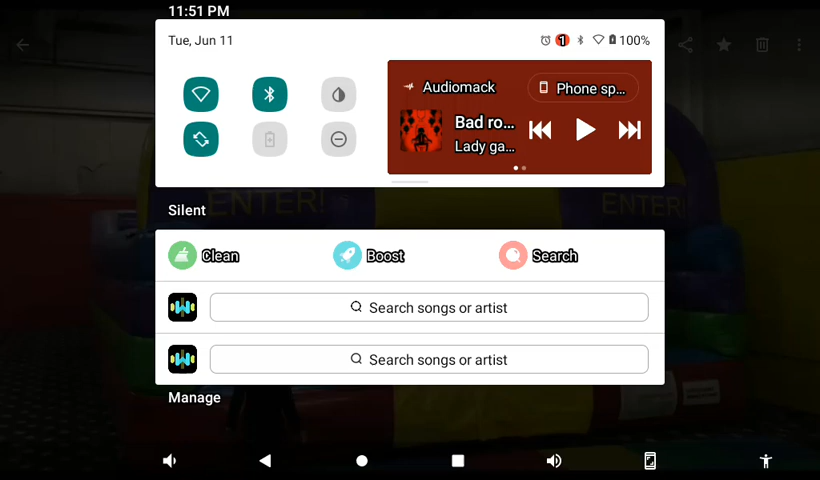 11:51 PM
Tue, Jun 11
1
100%
Audiomack
Phone sp...
Bad ro...
Lady ga...
ENTER!
ENTER!
Silent
Clean
Boost
Search
Search songs or artist
Search songs or artist
Manage